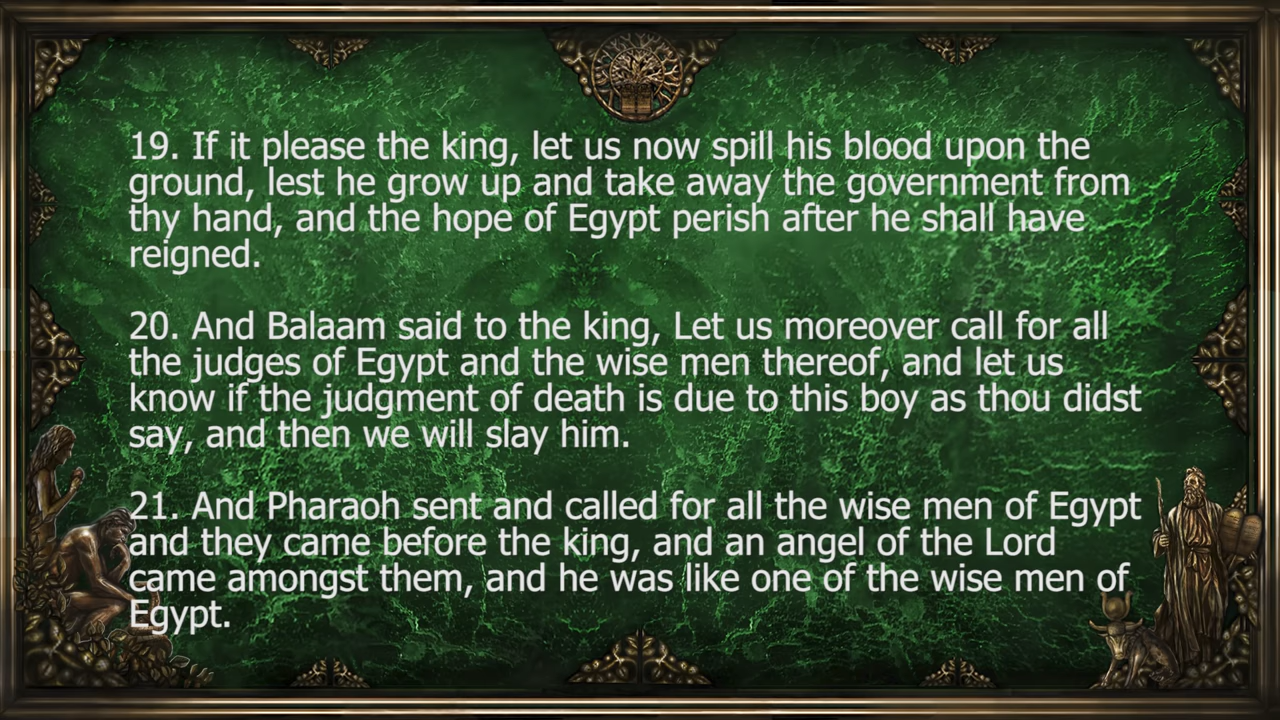 19. If it please the king, let us now spill his blood upon the
ground, lest he grow up and take away the government from
thy hand, and the hope of Egypt perish after he shall have
reigned.
20. And Balaam said to the king, Let us moreover call for all
the judges of Egypt and the wise men thereof, and let us
know if the judgment of death is due to this boy as thou didst
say, and then we will slay him.
21. And Pharaoh sent and called for all the wise men of Egypt
and they came before the king, and an angel of the Lord
came amongst them, and he was like one of the wise men of
Egypt.